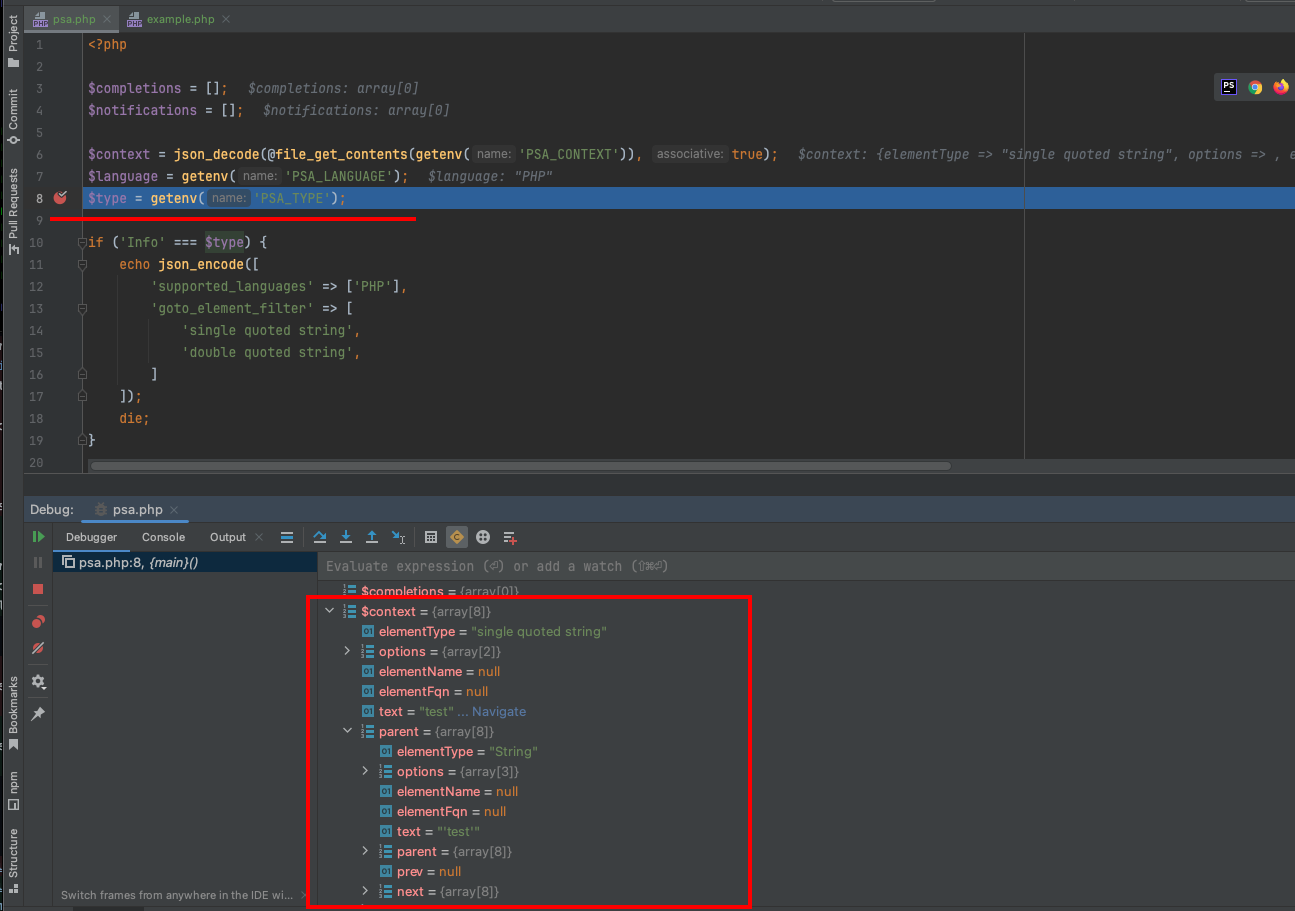 psa.php
example.php
Project
Commit
Pull Requests
Bookmarks
npm
Structure
1 <?php
2
3 $completions = []; $completions: array[0]
4 $notifications = []; $notifications: array[0]
5
6 $context = json_decode(@file_get_contents(getenv( name: 'PSA_CONTEXT')), associative: true); $context: {elementType => "single quoted string", options => , e
7 $language = getenv( name: 'PSA_LANGUAGE'); $language: "PHP"
8 $type = getenv( name: 'PSA_TYPE');
9
10 if ('Info' === $type) {
11 echo json_encode([
12 'supported_languages' => ['PHP'],
13 'goto_element_filter' => [
14 'single quoted string',
15 'double quoted string',
16 ]
17 ]);
18 die;
19 }
20
PS
Debug: psa.php
Debugger Console Output
psa.php:8, {main}()
Evaluate expression (⏎) or add a watch (⇧⌘⏎)
$completions = {array[0]}
$context = {array[8]}
elementType = "single quoted string"
options = {array[2]}
elementName = null
elementFqn = null
text = "test" ... Navigate
parent = {array[8]}
elementType = "String"
options = {array[3]}
elementName = null
elementFqn = null
text = "'test'"
parent = {array[8]}
prev = null
next = {array[8]}
Switch frames from anywhere in the IDE wi...